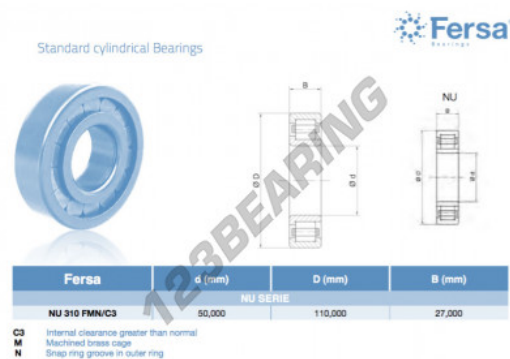 Fersa
Bearings
Standard cylindrical Bearings
B
Ø D
Ø d
NU
B
Ø D
Ø d
123BEARING
Fersa d (mm) D (mm) B (mm)
NU SERIE
NU 310 FMN/C3 50,000 110,000 27,000
C3 Internal clearance greater than normal
M Machined brass cage
N Snap ring groove in outer ring